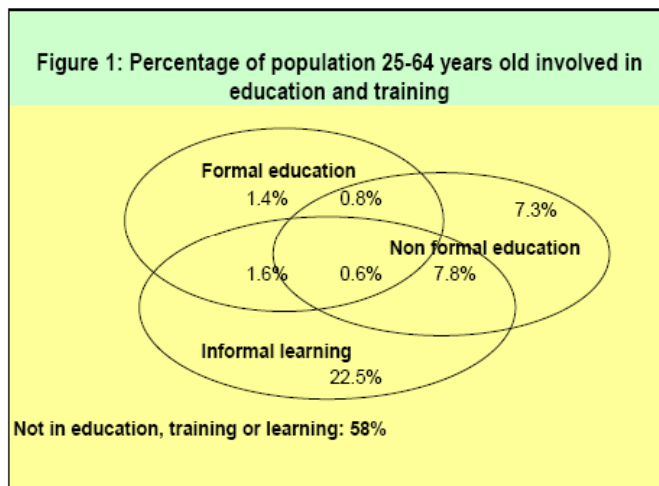 Figure 1: Percentage of population 25-64 years old involved in
education and training
Formal education
1.4% 0.8%
7.3%
Non formal education
1.6% 0.6% 7.8%
Informal learning
22.5%
Not in education, training or learning: 58%